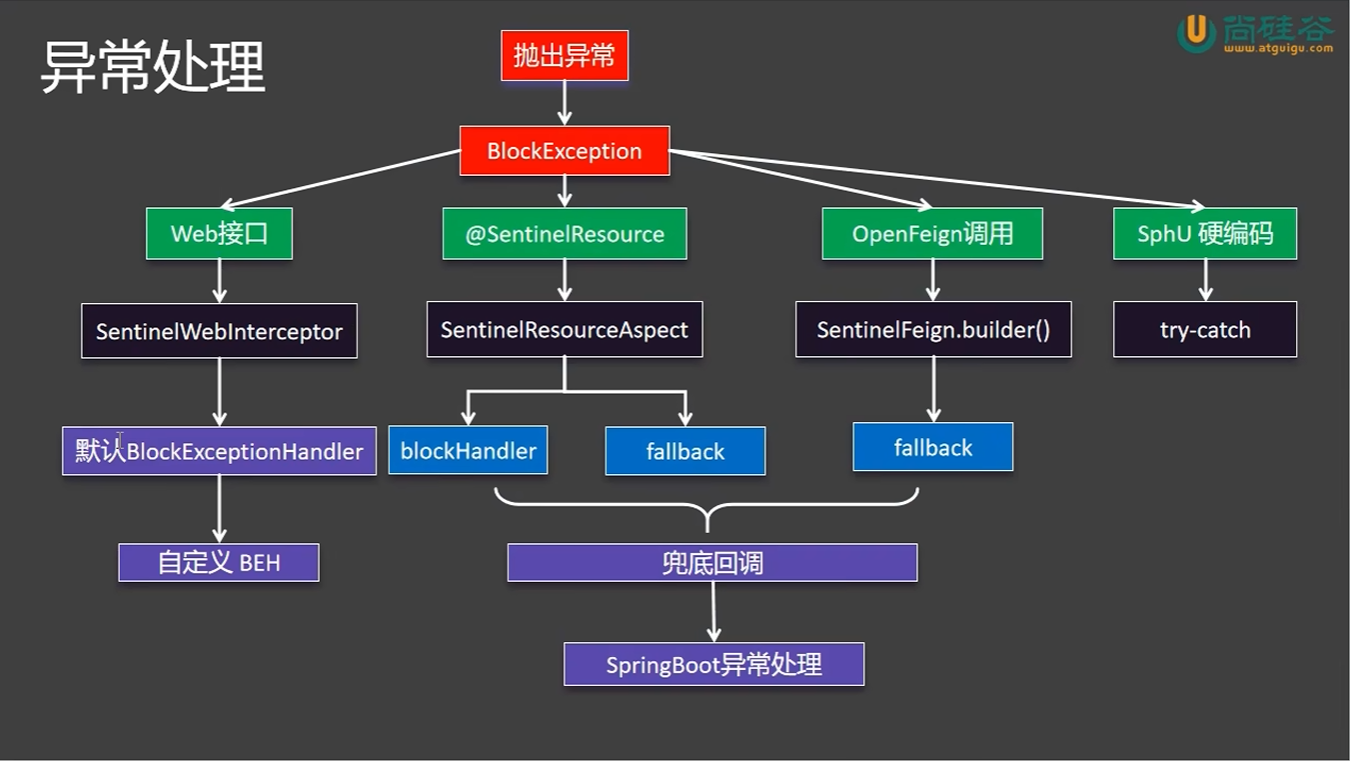 异常处理
尚硅谷
www.atguigu.com
抛出异常
BlockException
Web接口
@SentinelResource
OpenFeign调用
SphU 硬编码
SentinelWebInterceptor
SentinelResourceAspect
SentinelFeign.builder()
try-catch
默认BlockExceptionHandler
blockHandler
fallback
fallback
自定义 BEH
兜底回调
SpringBoot异常处理